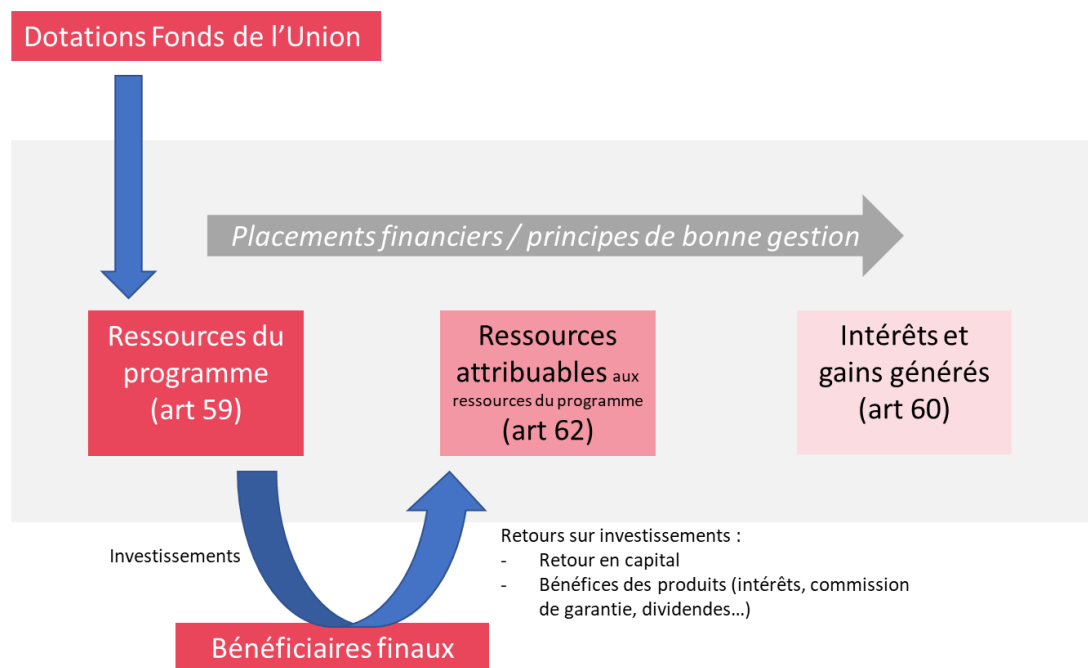 Dotations Fonds de l’Union
Placements financiers / principes de bonne gestion
Ressources du
programme
(art 59)
Ressources
attribuables aux
ressources du programme
(art 62)
Intérêts et
gains générés
(art 60)
Investissements
Retours sur investissements :
- Retour en capital
- Bénéfices des produits (intérêts, commission
de garantie, dividendes…)
Bénéficiaires finaux